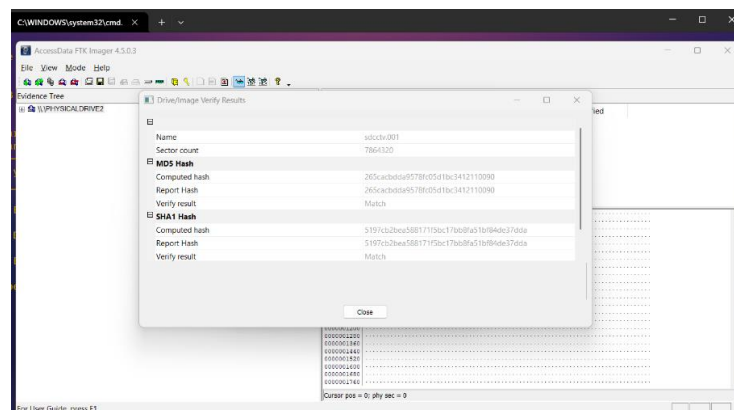 C:\WINDOWS\system32\cmd.
AccessData FTK Imager 4.5.0.3
File View Mode Help
Evidence Tree
\\.\PHYSICALDRIVE2
Drive/Image Verify Results
Name sdcctv.001
Sector count 7864320
MD5 Hash
Computed hash 265cacbdda9578fc05d1bc3412110090
Report Hash 265cacbdda9578fc05d1bc3412110090
Verify result Match
SHA1 Hash
Computed hash 5197cb2bea588171f5bc17bb8fa51bf84de37dda
Report Hash 5197cb2bea588171f5bc17bb8fa51bf84de37dda
Verify result Match
Close
0000001280
0000001360
0000001440
0000001520
0000001600
0000001680
0000001760
Cursor pos = 0; phy sec = 0
For User Guide, press F1